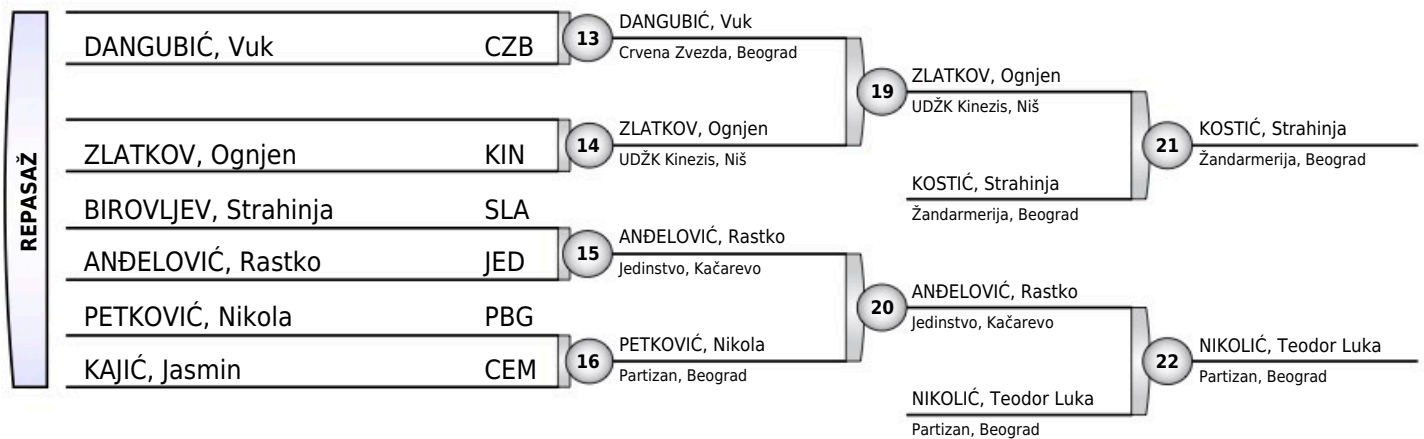 REPASAŽ
DANGUBIĆ, Vuk CZB
ZLATKOV, Ognjen KIN
BIROVLJEV, Strahinja SLA
ANĐELOVIĆ, Rastko JED
PETKOVIĆ, Nikola PBG
KAJIĆ, Jasmin CEM
13
DANGUBIĆ, Vuk
Crvena Zvezda, Beograd
14
ZLATKOV, Ognjen
UDŽK Kinezis, Niš
15
ANĐELOVIĆ, Rastko
Jedinstvo, Kačarevo
16
PETKOVIĆ, Nikola
Partizan, Beograd
19
ZLATKOV, Ognjen
UDŽK Kinezis, Niš
KOSTIĆ, Strahinja
Žandarmerija, Beograd
20
ANĐELOVIĆ, Rastko
Jedinstvo, Kačarevo
NIKOLIĆ, Teodor Luka
Partizan, Beograd
21
KOSTIĆ, Strahinja
Žandarmerija, Beograd
22
NIKOLIĆ, Teodor Luka
Partizan, Beograd